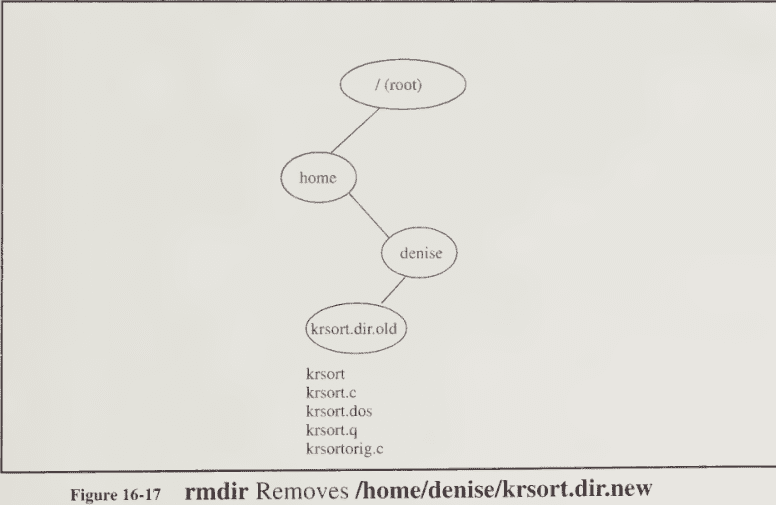 / (root)
home
denise
krsort.dir.old
krsort
krsort.c
krsort.dos
krsort.q
krsortorig.c
Figure 16-17 rmdir Removes /home/denise/krsort.dir.new